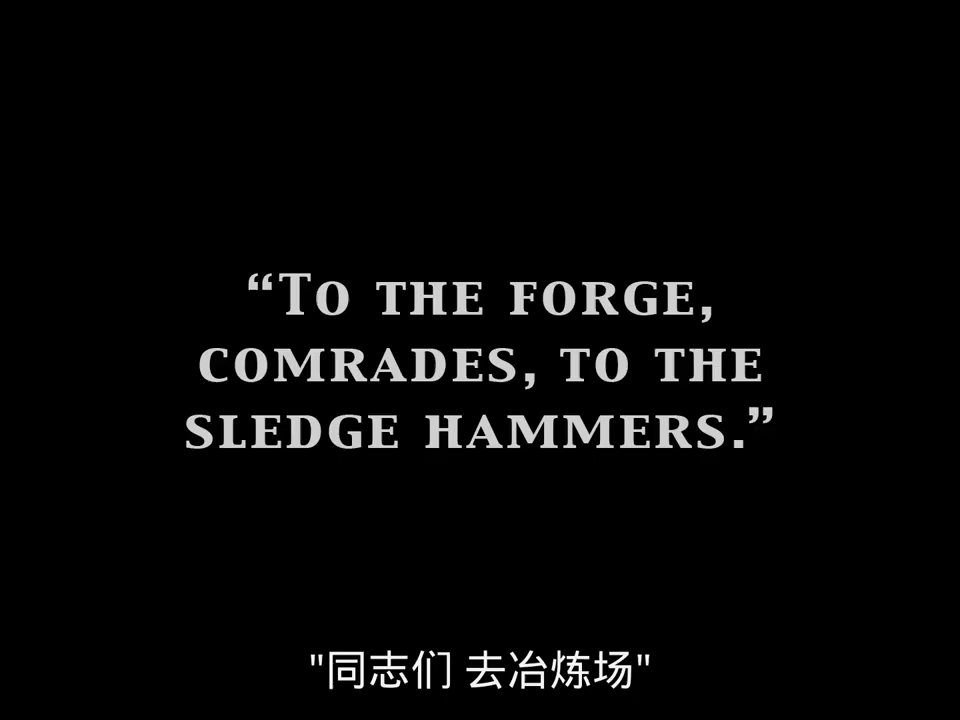 “To the forge,
comrades, to the
sledge hammers.”
"同志们 去冶炼场"